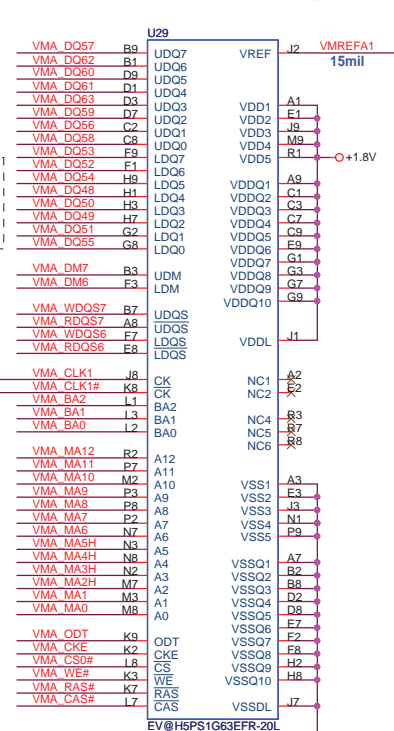 U29
VMA_DQ57 B9 UDQ7
VMA_DQ62 B1 UDQ6
VMA_DQ60 D9 UDQ5
VMA_DQ61 D1 UDQ4
VMA_DQ63 D3 UDQ3
VMA_DQ59 D7 UDQ2
VMA_DQ56 C2 UDQ1
VMA_DQ58 C8 UDQ0
VMA_DQ53 F9 LDQ7
VMA_DQ52 F1 LDQ6
VMA_DQ54 H9 LDQ5
VMA_DQ48 H1 LDQ4
VMA_DQ50 H3 LDQ3
VMA_DQ49 H7 LDQ2
VMA_DQ51 G2 LDQ1
VMA_DQ55 G8 LDQ0
VMA_DM7 B3 UDM
VMA_DM6 F3 LDM
VMA_WDQS7 B7 UDQS
VMA_RDQS7 A8 UDQS
VMA_WDQS6 F7 LDQS
VMA_RDQS6 E8 LDQS
VMA_CLK1 J8 CK
VMA_CLK1# K8 CK
VMA_BA2 L1 BA2
VMA_BA1 L3 BA1
VMA_BA0 L2 BA0
VMA_MA12 R2 A12
VMA_MA11 P7 A11
VMA_MA10 M2 A10
VMA_MA9 P3 A9
VMA_MA8 P8 A8
VMA_MA7 P2 A7
VMA_MA6 N7 A6
VMA_MA5H N3 A5
VMA_MA4H N8 A4
VMA_MA3H N2 A3
VMA_MA2H M7 A2
VMA_MA1 M3 A1
VMA_MA0 M8 A0
VMA_ODT K9 ODT
VMA_CKE K2 CKE
VMA_CS0# L8 CS
VMA_WE# K3 WE
VMA_RAS# K7 RAS
VMA_CAS# L7 CAS
VREF J2 VMREFA1
15mil
VDD1 A1
VDD2 E1
VDD3 J9
VDD4 M9
VDD5 R1 +1.8V
VDDQ1 A9
VDDQ2 C1
VDDQ3 C3
VDDQ4 C7
VDDQ5 C9
VDDQ6 E9
VDDQ7 G1
VDDQ8 G3
VDDQ9 G7
VDDQ10 G9
VDDL J1
NC1 A2
NC2 E2
NC4 R3
NC5 R7
NC6 R8
VSS1 A3
VSS2 E3
VSS3 J3
VSS4 N1
VSS5 P9
VSSQ1 A7
VSSQ2 B2
VSSQ3 B8
VSSQ4 D2
VSSQ5 D8
VSSQ6 E7
VSSQ7 F2
VSSQ8 F8
VSSQ9 H2
VSSQ10 H8
VSSDL J7
EV@H5PS1G63EFR-20L